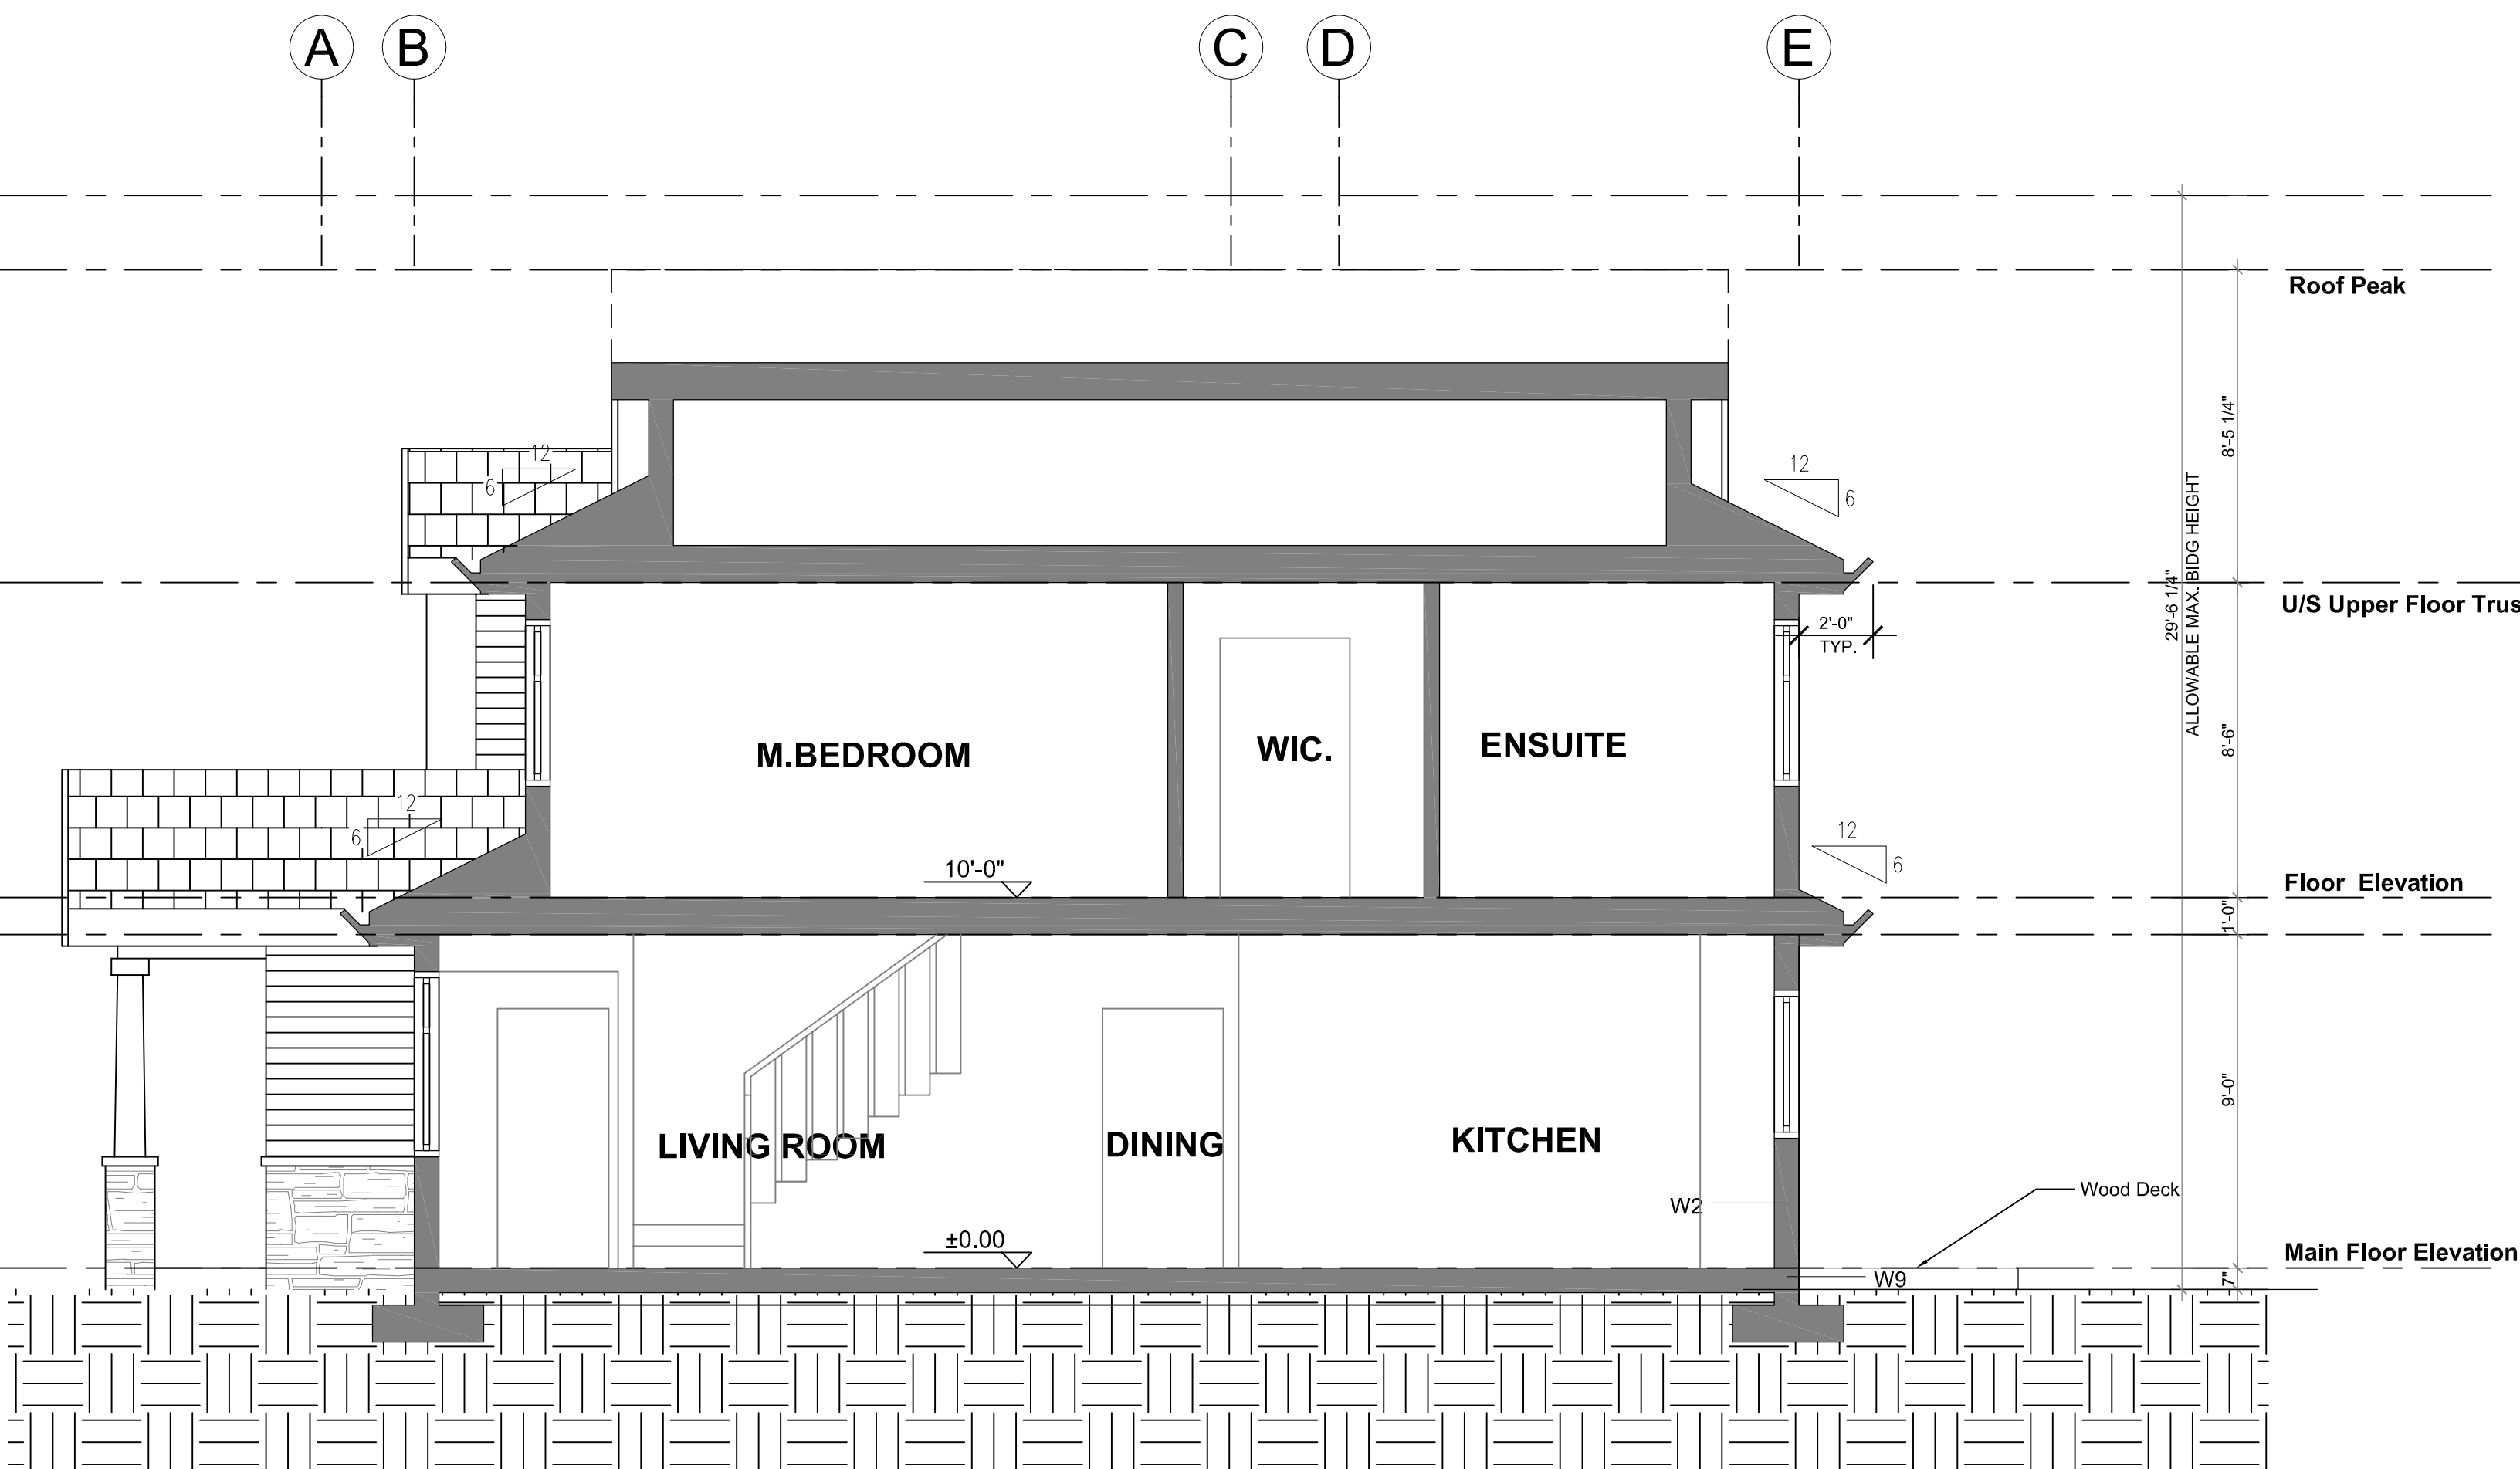 A B C D E
Roof Peak
8'-5 1/4"
12
6
12
6
29'-6 1/4"
ALLOWABLE MAX. BIDG HEIGHT
U/S Upper Floor Trus
2'-0"
TYP.
M.BEDROOM WIC. ENSUITE
8'-6"
12
6
12
6
10'-0"
Floor Elevation
1'-0"
9'-0"
LIVING ROOM DINING KITCHEN
W2
Wood Deck
±0.00
Main Floor Elevation
W9
7"